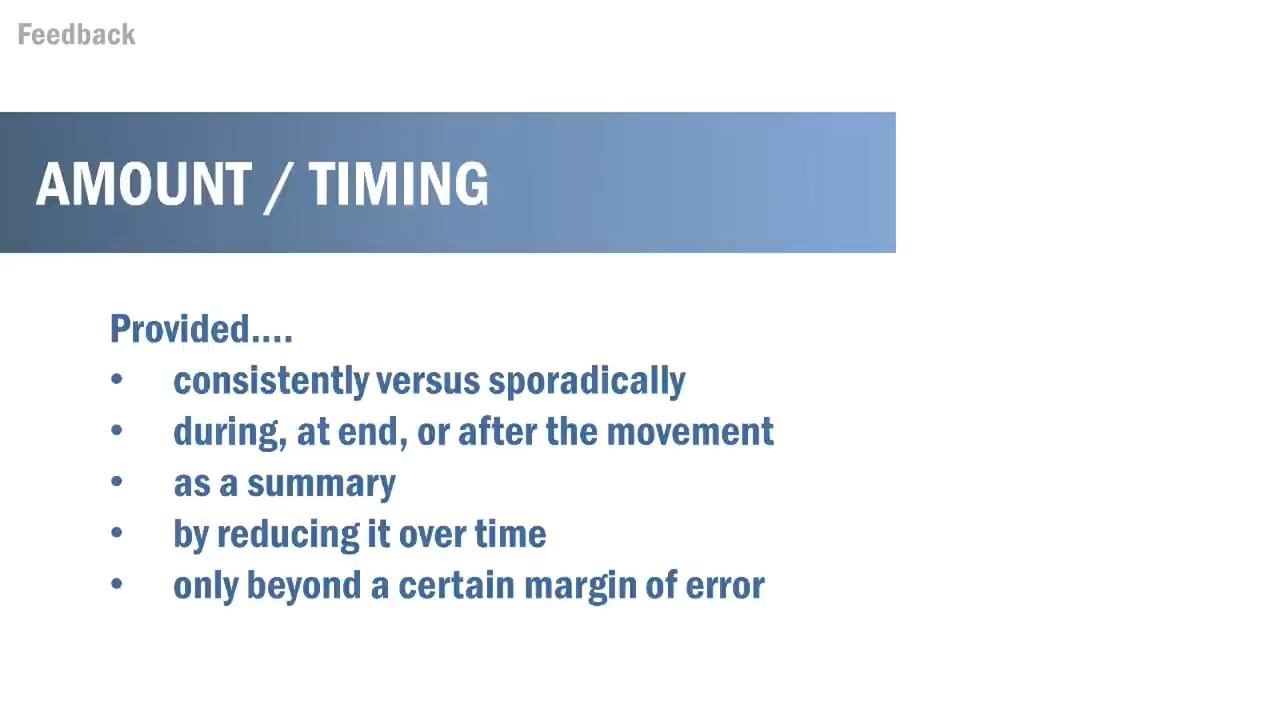 Feedback
AMOUNT / TIMING
Provided....
• consistently versus sporadically
• during, at end, or after the movement
• as a summary
• by reducing it over time
• only beyond a certain margin of error